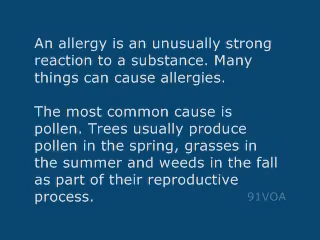 An allergy is an unusually strong
reaction to a substance. Many
things can cause allergies.
The most common cause is
pollen. Trees usually produce
pollen in the spring, grasses in
the summer and weeds in the fall
as part of their reproductive
process.
91VOA